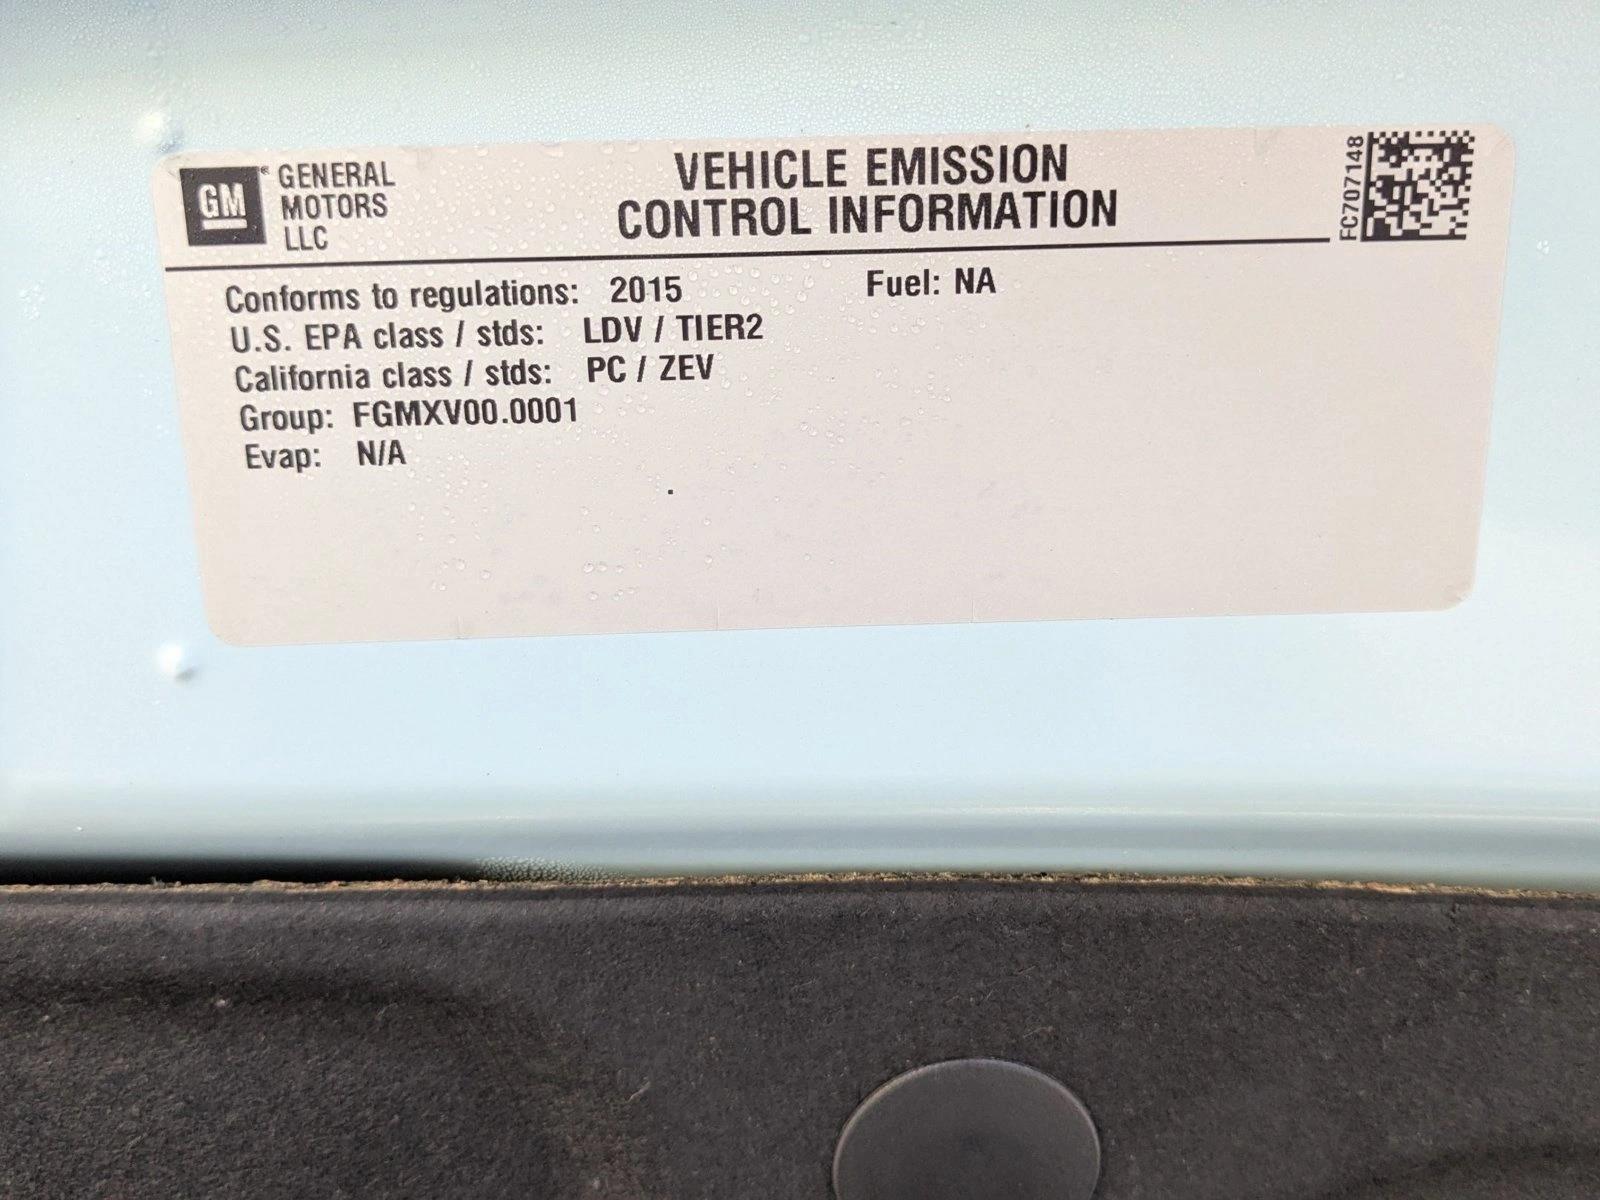 GM
GENERAL
MOTORS
LLC
VEHICLE EMISSION
CONTROL INFORMATION
FC707148
Conforms to regulations: 2015 Fuel: NA
U.S. EPA class / stds: LDV / TIER2
California class / stds: PC / ZEV
Group: FGMXV00.0001
Evap: N/A